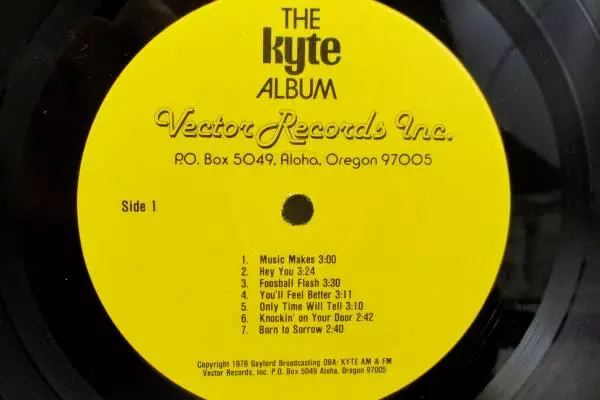 THE
kyte
ALBUM
Vector Records Inc.
P.O. Box 5049, Aloha, Oregon 97005
Side 1
1. Music Makes 3:00
2. Hey You 3:24
3. Foosball Flash 3:30
4. You'll Feel Better 3:11
5. Only Time Will Tell 3:10
6. Knockin' on Your Door 2:42
7. Born to Sorrow 2:40
Copyright 1978 Gaylord Broadcasting DBA: KYTE AM & FM
Vector Records, Inc. P.O. Box 5049 Aloha, Oregon 97005